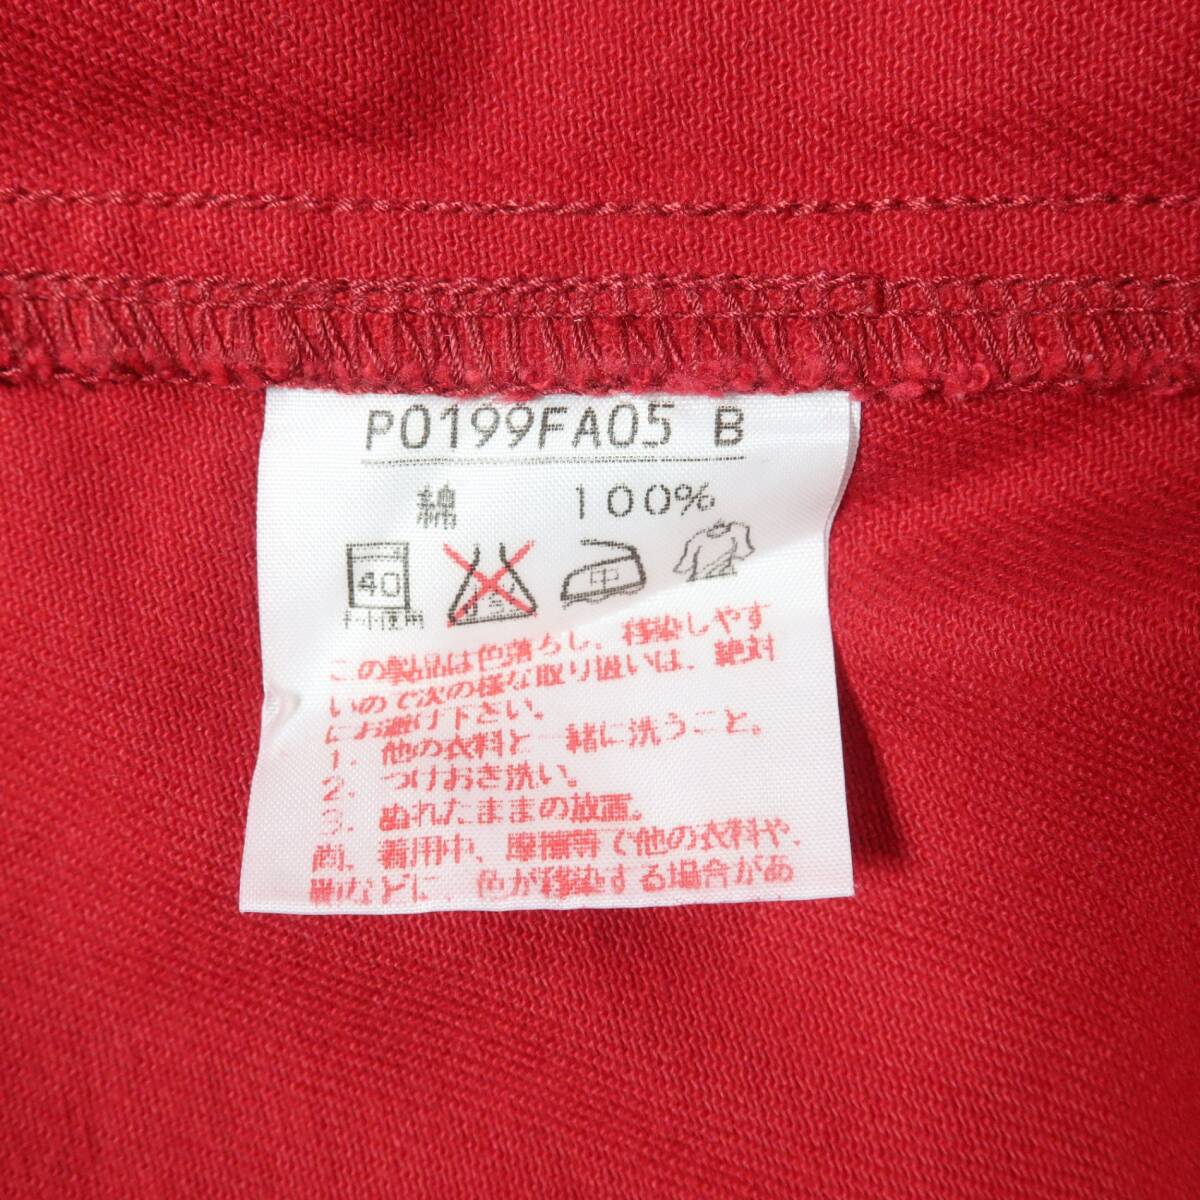 P0199FA05 B
綿 100%
40 中
ネット使用
この製品は色落ちし、移染しやす
いので次の様な取り扱いは、絶対
にお避け下さい。
1. 他の衣料と一緒に洗うこと。
2. つけおき洗い。
3. ぬれたままの放置。
尚、着用中、摩擦等で他の衣料や、
などに、色が移染する場合があ